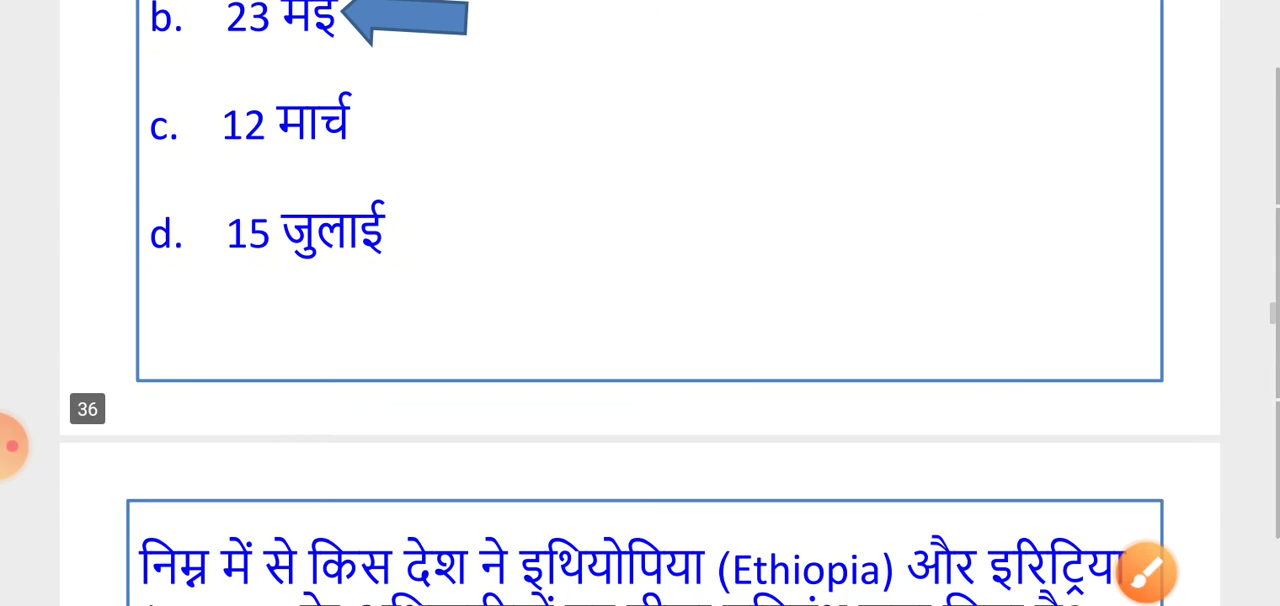 b. 23 मई
c. 12 मार्च
d. 15 जुलाई
36
निम्न में से किस देश ने इथियोपिया (Ethiopia) और इरिट्रिया